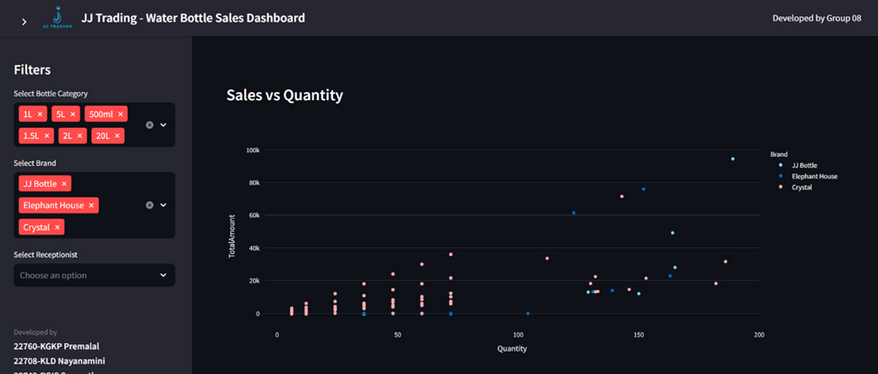 JJ TRADING
JJ Trading - Water Bottle Sales Dashboard
Developed by Group 08
Filters
Select Bottle Category
1L × 5L × 500ml ×
1.5L × 2L × 20L ×
Select Brand
JJ Bottle ×
Elephant House ×
Crystal ×
Select Receptionist
Choose an option
Developed by
22760-KGKP Premalal
22708-KLD Nayanamini
Sales vs Quantity
100k
80k
60k
40k
20k
0
TotalAmount
0 50 100 150 200
Quantity
Brand
JJ Bottle
Elephant House
Crystal